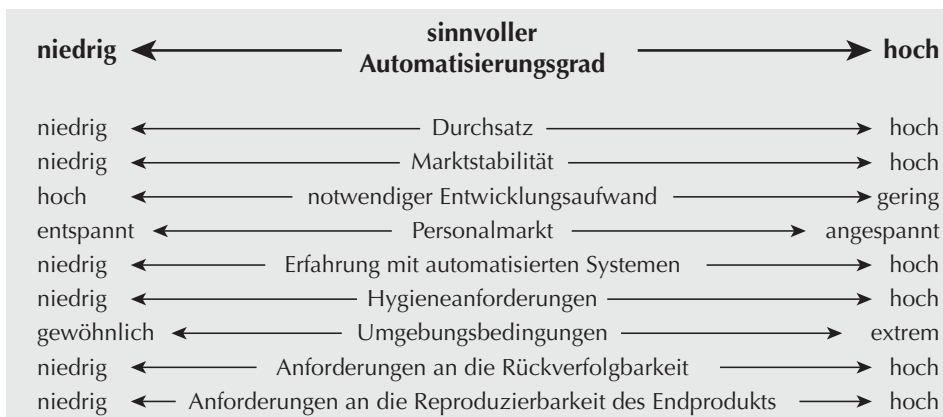 niedrig sinnvoller Automatisierungsgrad hoch
niedrig Durchsatz hoch
niedrig Marktstabilität hoch
hoch notwendiger Entwicklungsaufwand gering
entspannt Personalmarkt angespannt
niedrig Erfahrung mit automatisierten Systemen hoch
niedrig Hygieneanforderungen hoch
gewöhnlich Umgebungsbedingungen extrem
niedrig Anforderungen an die Rückverfolgbarkeit hoch
niedrig Anforderungen an die Reproduzierbarkeit des Endprodukts hoch